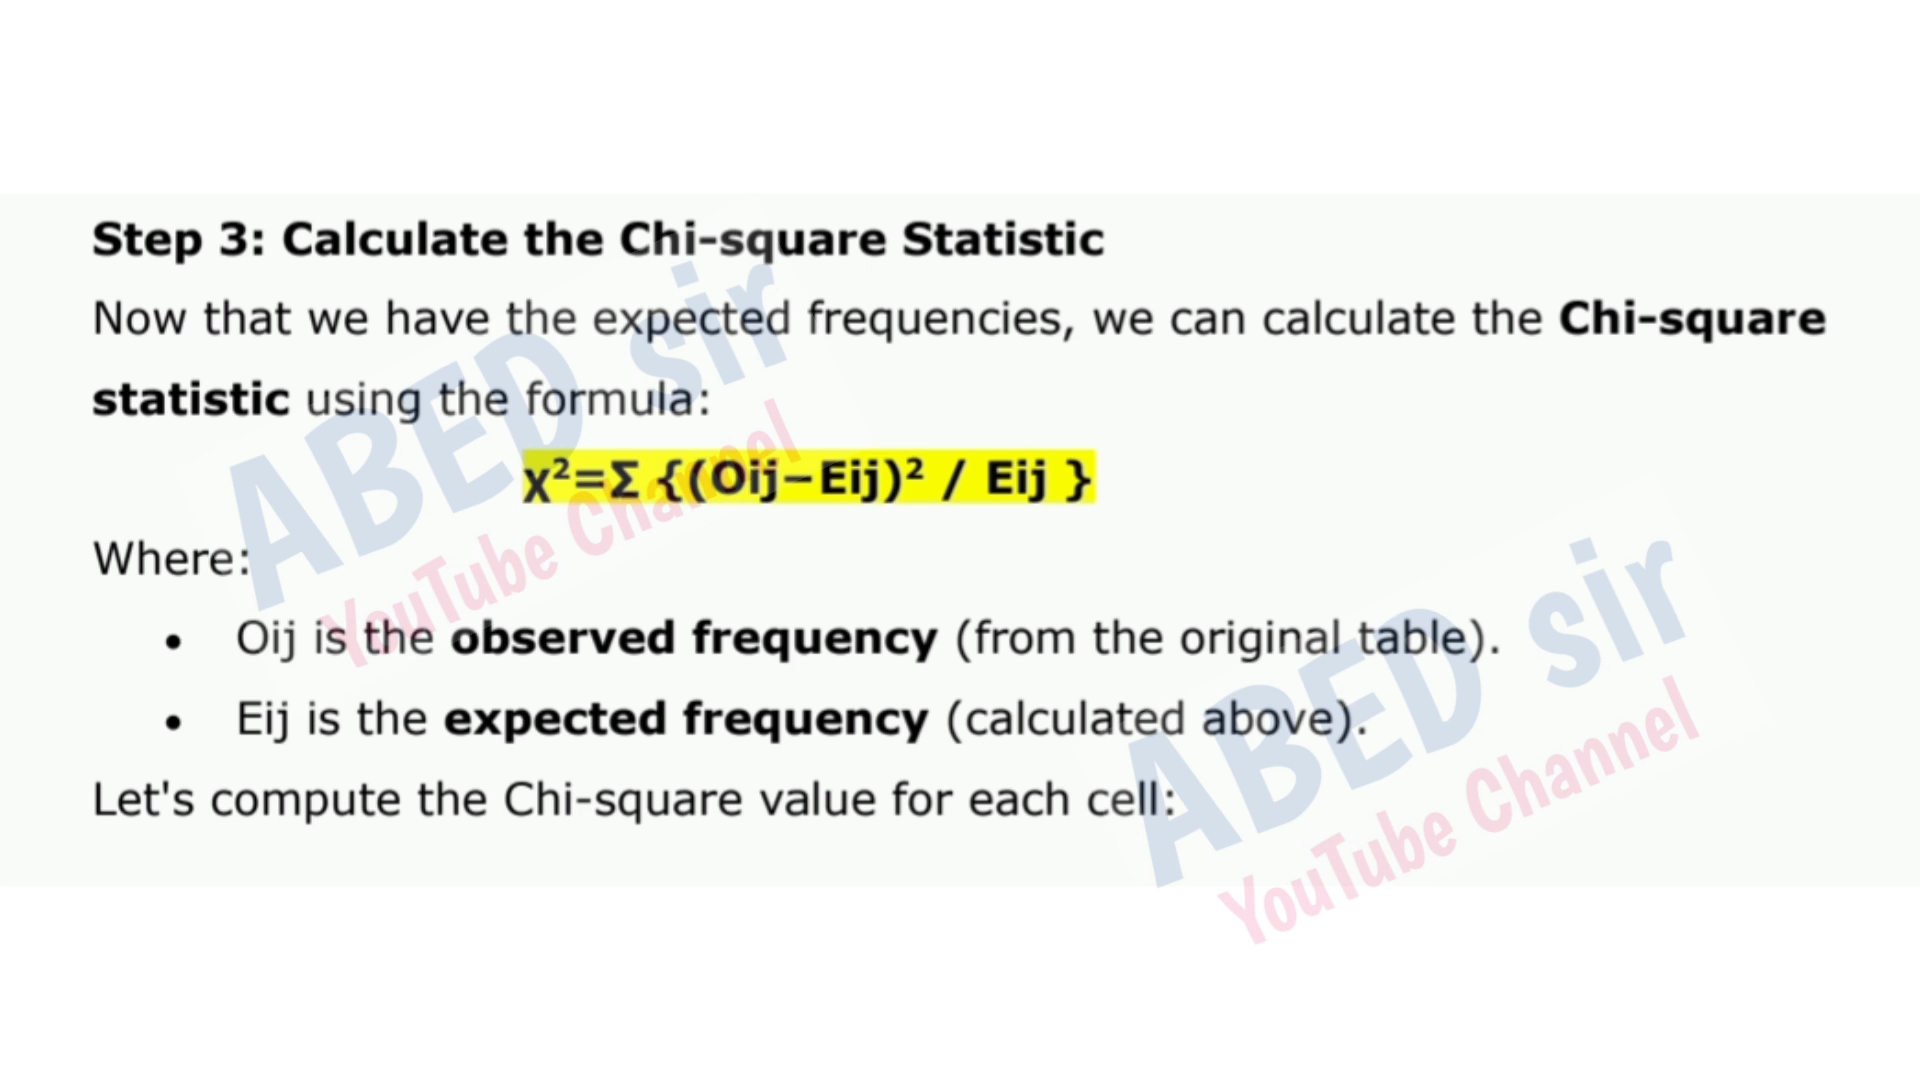 Step 3: Calculate the Chi-square Statistic
Now that we have the expected frequencies, we can calculate the Chi-square
statistic using the formula:
χ²=Σ {(Oij−Eij)² / Eij }
Where:
• Oij is the observed frequency (from the original table).
• Eij is the expected frequency (calculated above).
Let's compute the Chi-square value for each cell:
ABED sir
YouTube Channel
ABED sir
YouTube Channel